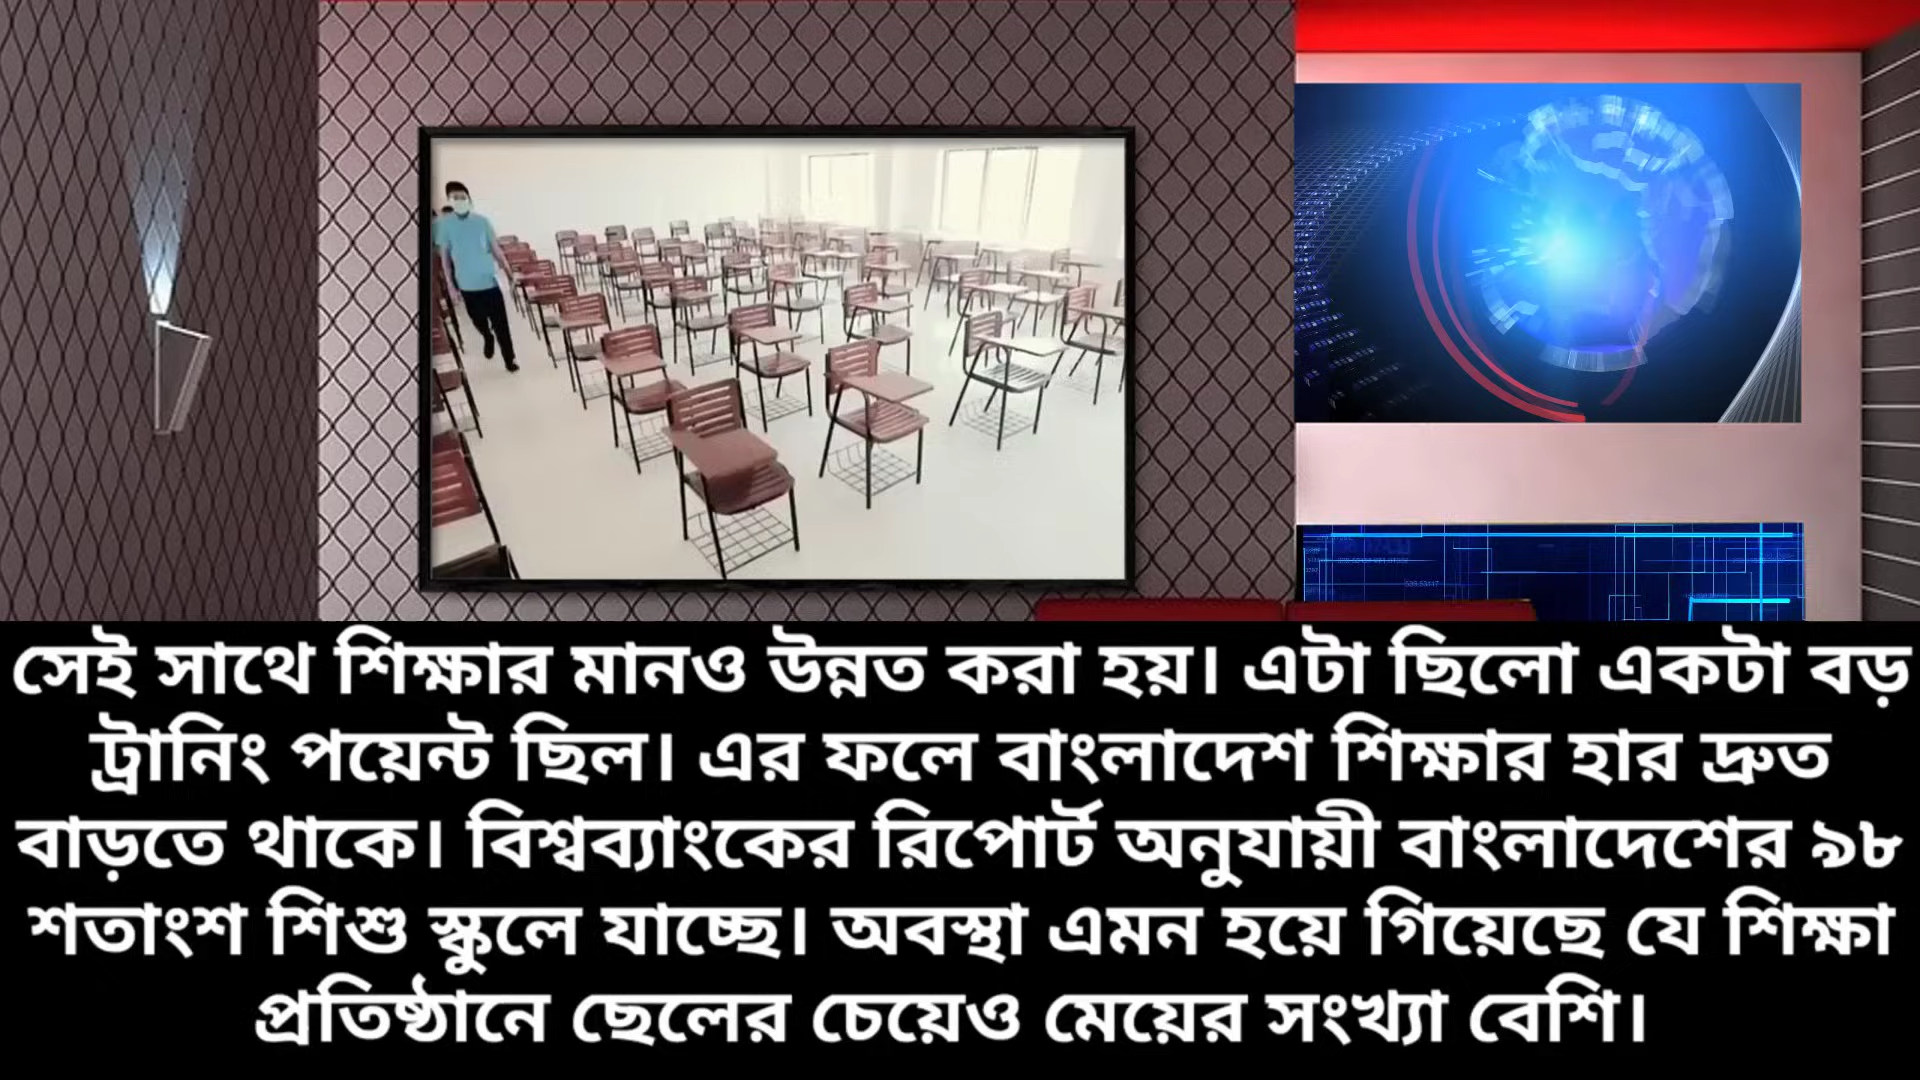 সেই সাথে শিক্ষার মানও উন্নত করা হয়। এটা ছিলো একটা বড়
ট্রানিং পয়েন্ট ছিল। এর ফলে বাংলাদেশ শিক্ষার হার দ্রুত
বাড়তে থাকে। বিশ্বব্যাংকের রিপোর্ট অনুযায়ী বাংলাদেশের ৯৮
শতাংশ শিশু স্কুলে যাচ্ছে। অবস্থা এমন হয়ে গিয়েছে যে শিক্ষা
প্রতিষ্ঠানে ছেলের চেয়েও মেয়ের সংখ্যা বেশি।